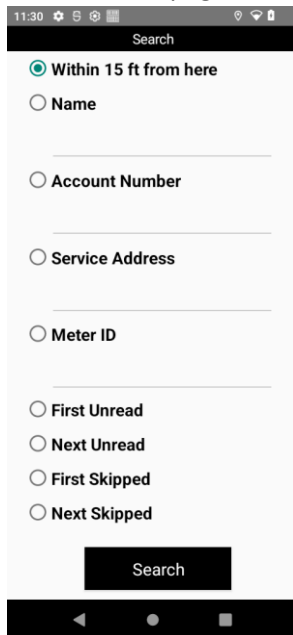 11:30
Search
Within 15 ft from here
Name
Account Number
Service Address
Meter ID
First Unread
Next Unread
First Skipped
Next Skipped
Search